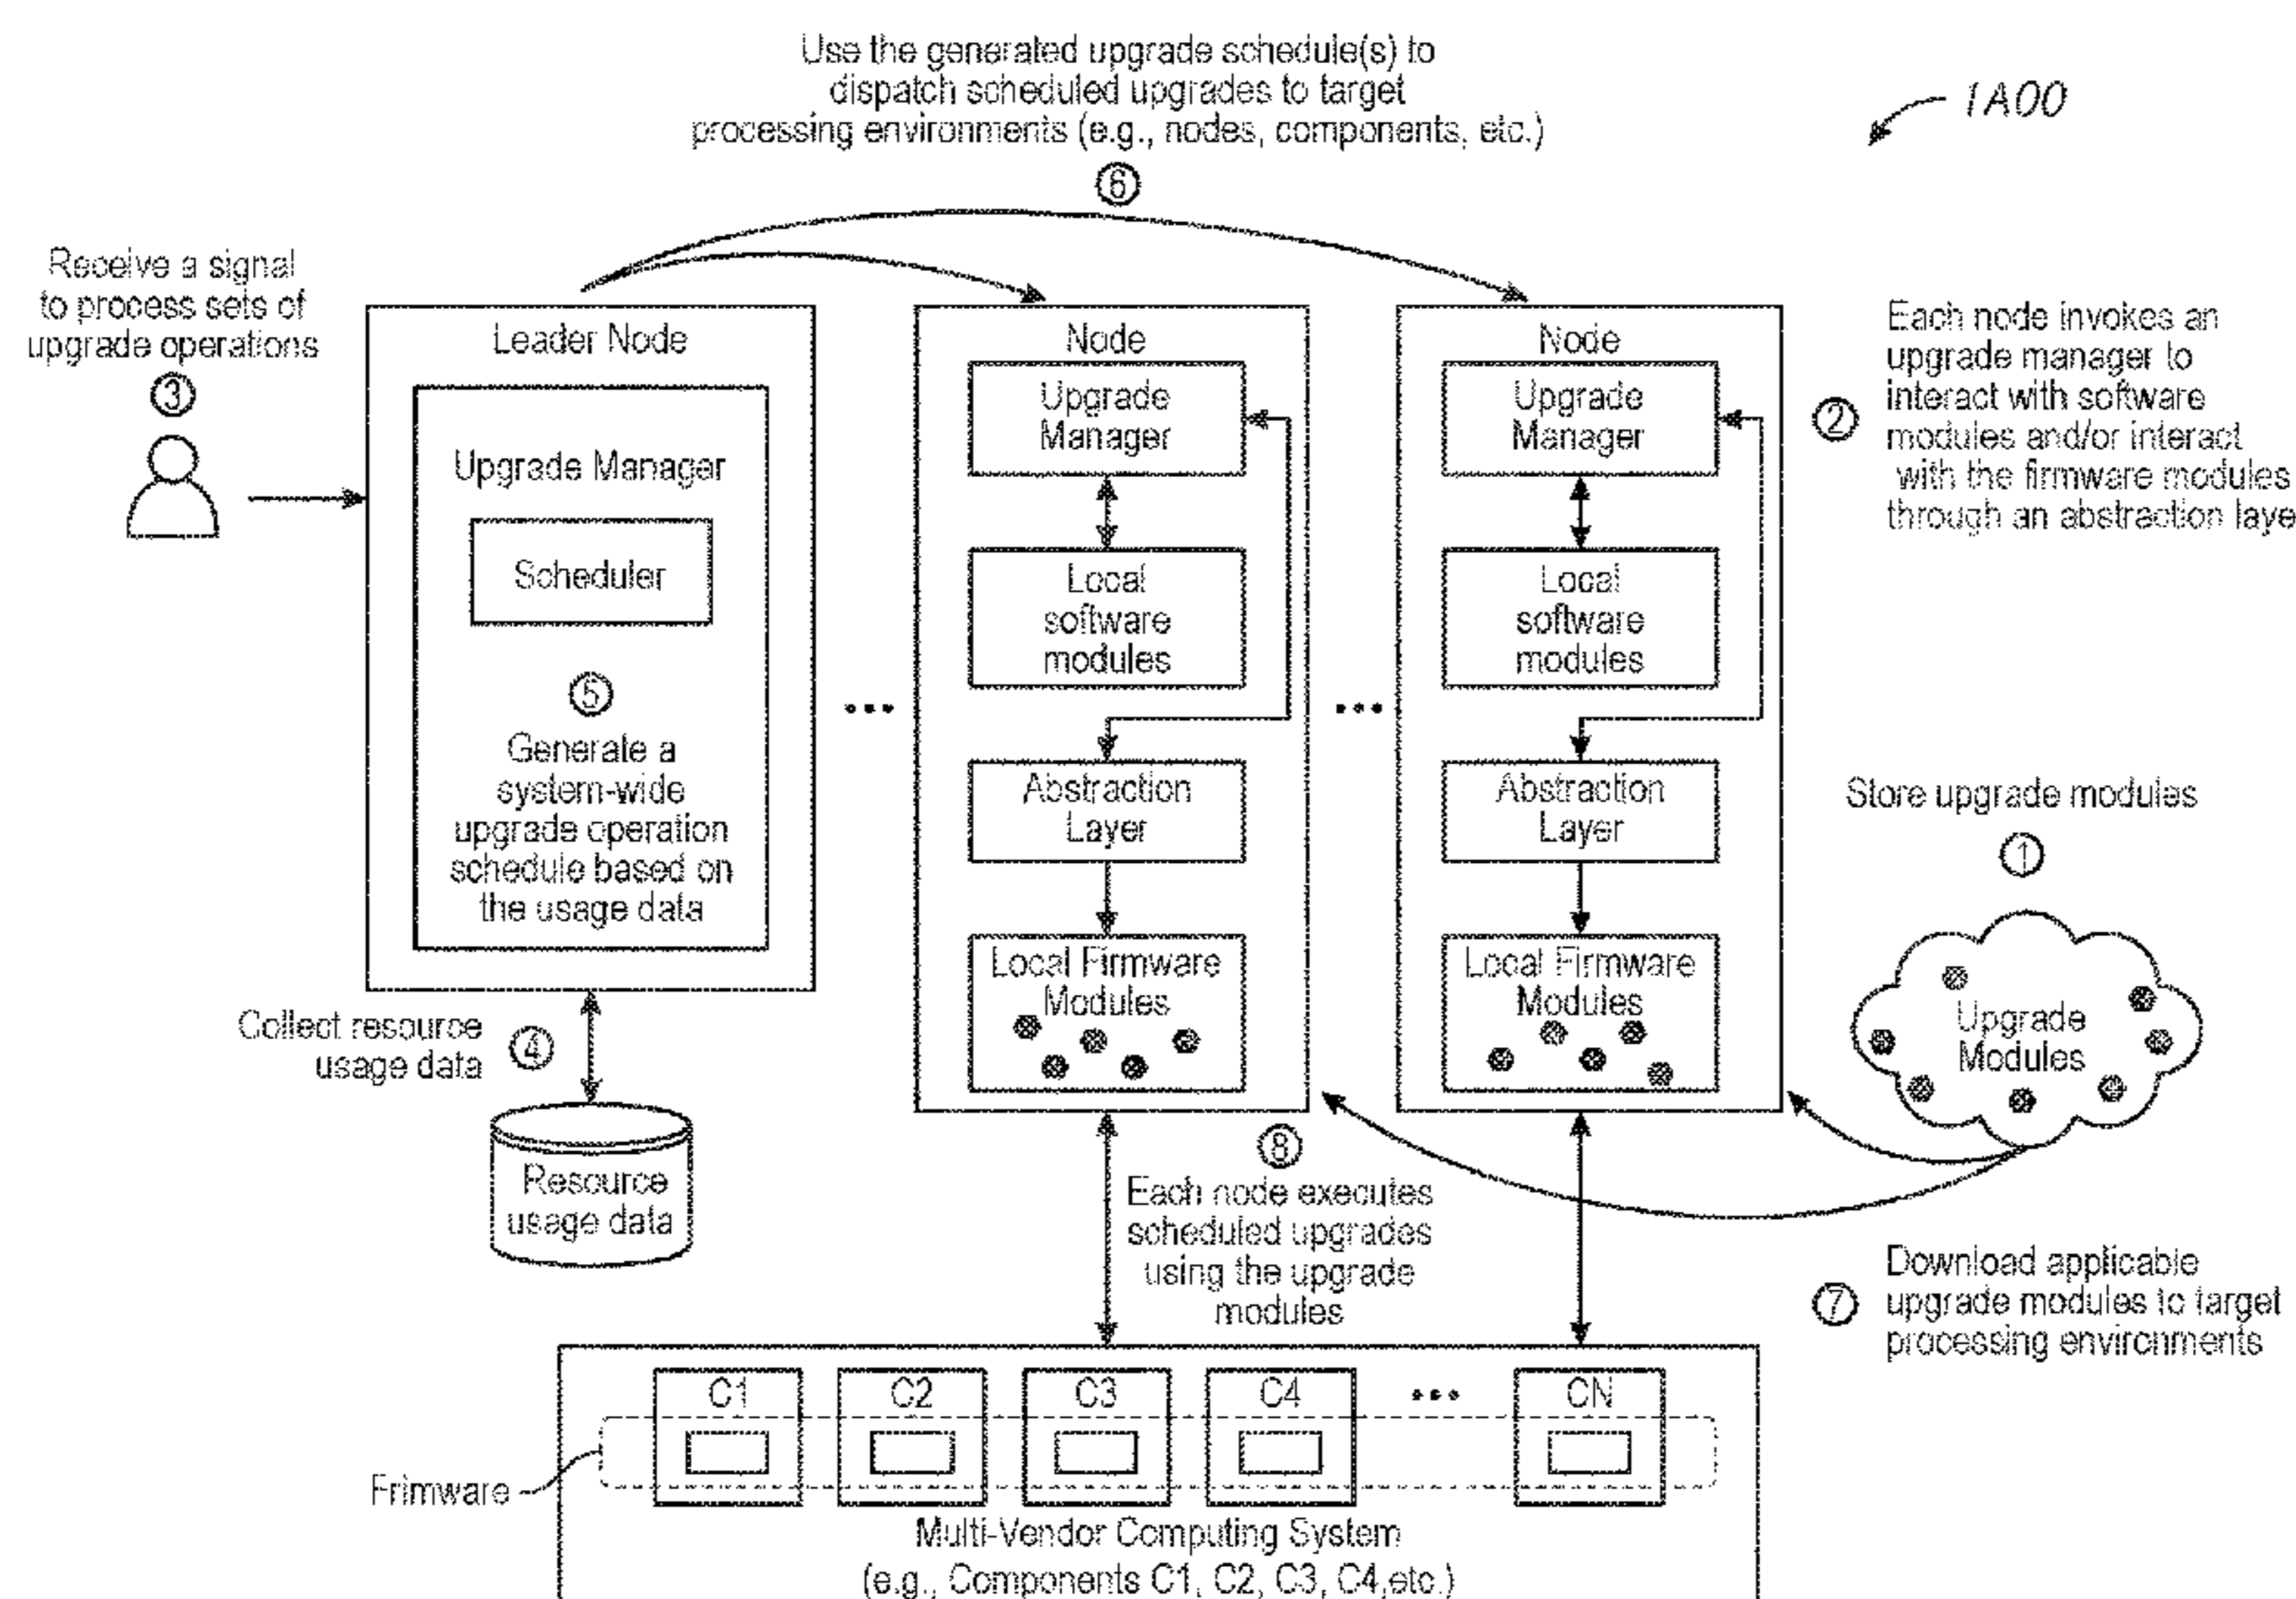 Use the generated upgrade schedule(s) to
dispatch scheduled upgrades to target
processing environments (e.g., nodes, components, etc.)
6
1A00
Receive a signal
to process sets of
upgrade operations
3
Leader Node
Upgrade Manager
Scheduler
5
Generate a
system-wide
upgrade operation
schedule based on
the usage data
Collect resource
usage data
4
Resource
usage data
...
Node
Upgrade
Manager
Local
software
modules
Abstraction
Layer
Local Firmware
Modules
...
Node
Upgrade
Manager
Local
software
modules
Abstraction
Layer
Local Firmware
Modules
2
Each node invokes an
upgrade manager to
interact with software
modules and/or interact
with the firmware modules
through an abstraction laye
Store upgrade modules
1
Upgrade
Modules
8
Each node executes
scheduled upgrades
using the upgrade
modules
7
Download applicable
upgrade modules to target
processing environments
C1 C2 C3 C4 ... CN
Frimware
Multi-Vendor Computing System
(e.g., Components C1, C2, C3, C4,etc.)